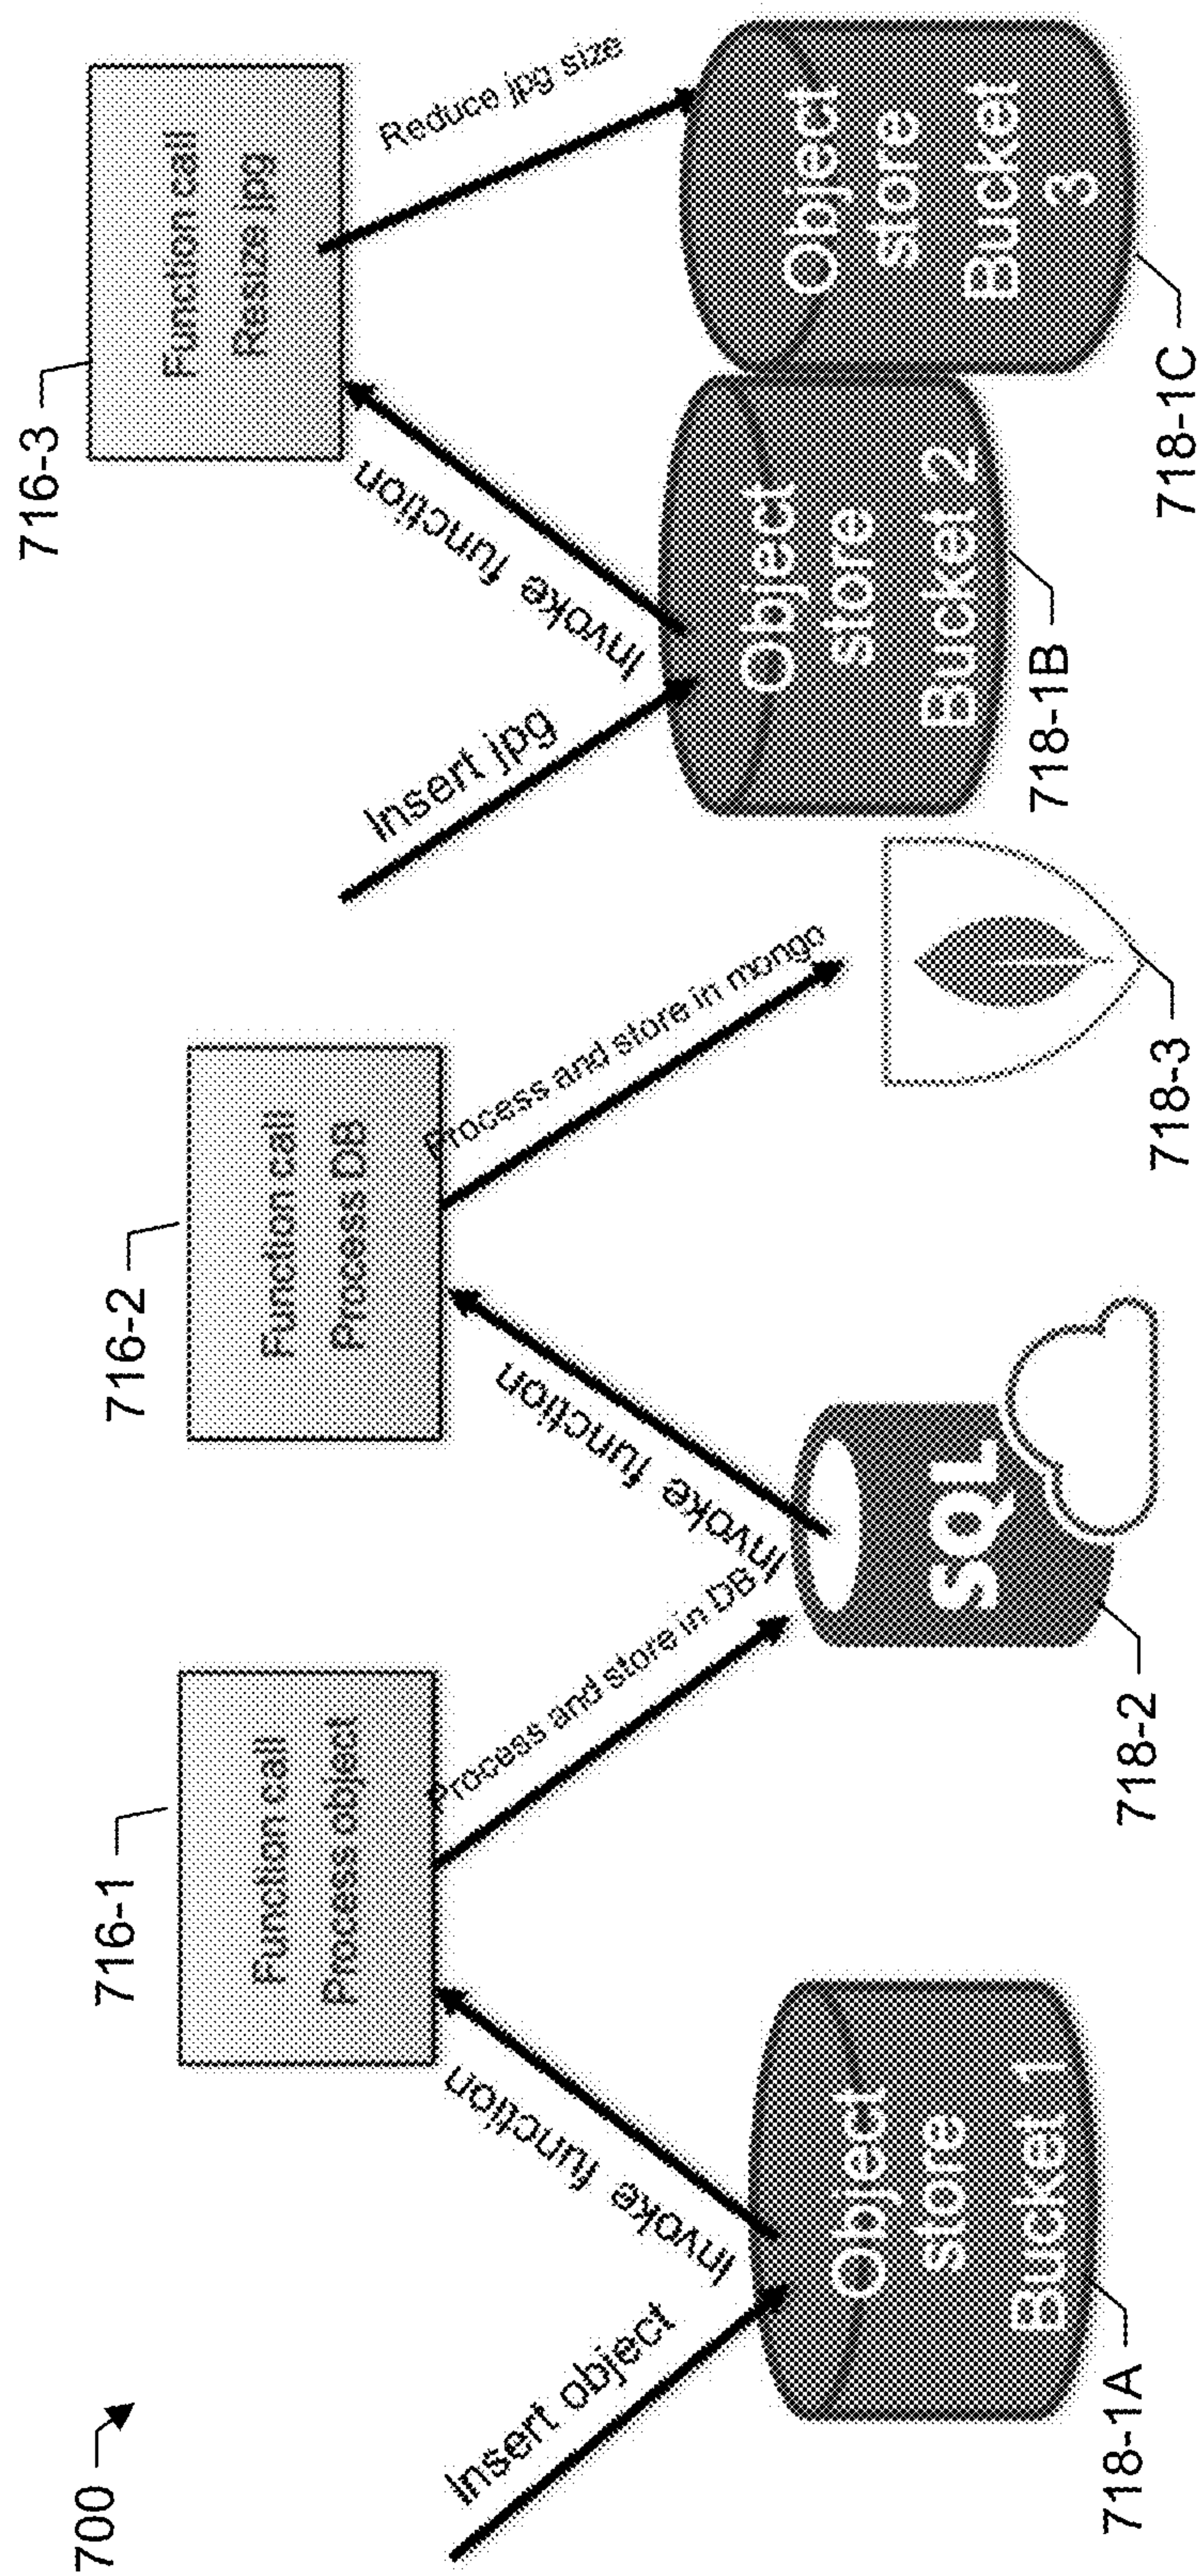 700
716-1
716-2
716-3
Function call
Process object
Function call
Process DB
Function call
Resize jpg
Insert object
Invoke function
Process and store in DB
Invoke function
Process and store in mongo
Insert jpg
Invoke function
Reduce jpg size
Object
store
Bucket 1
SQL
Object
store
Bucket 2
Object
store
Bucket
3
718-1A
718-2
718-3
718-1B
718-1C